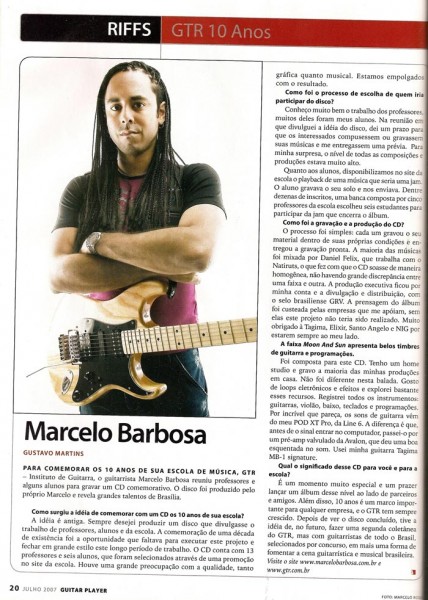 RIFFS GTR 10 Anos
Marcelo Barbosa
GUSTAVO MARTINS
PARA COMEMORAR OS 10 ANOS DE SUA ESCOLA DE MÚSICA, GTR
– Instituto de Guitarra, o guitarrista Marcelo Barbosa reuniu professores e
alguns alunos para gravar um CD comemorativo. O disco foi produzido pelo
próprio Marcelo e revela grandes talentos de Brasília.
Como surgiu a idéia de comemorar com um CD os 10 anos de sua escola?
A idéia é antiga. Sempre desejei produzir um disco que divulgasse o
trabalho de professores, alunos e da escola. A comemoração de uma década
de existência foi a oportunidade que faltava para executar este projeto e
fechar em grande estilo este longo período de trabalho. O CD conta com 13
professores e seis alunos, que foram selecionados através de uma promoção
no site da escola. Houve uma grande preocupação com a qualidade, tanto
gráfica quanto musical. Estamos empolgados
com o resultado.
Como foi o processo de escolha de quem iria
participar do disco?
Conheço muito bem o trabalho dos professores,
muitos deles foram meus alunos. Na reunião em
que divulguei a idéia do disco, dei um prazo para
que os interessados compusessem ou gravassem
suas músicas e me entregassem uma prévia. Para
minha surpresa, o nível de todas as composições e
produções estava muito alto.
Quanto aos alunos, disponibilizamos no site da
escola o playback de uma música que seria uma jam.
O aluno gravava o seu solo e nos enviava. Dentre
dezenas de inscritos, uma banca composta por cinco
professores da escola escolheu seis estudantes para
participar da jam que encerra o álbum.
Como foi a gravação e a produção do CD?
O processo foi simples: cada um gravou o seu
material dentro de suas próprias condições e en-
tregou a gravação pronta. A maioria das músicas
foi mixada por Daniel Felix, que trabalha com o
Natiruts, o que fez com que o CD soasse de maneira
homogênea, não havendo grande discrepância entre
uma faixa e outra. A produção executiva ficou por
minha conta e a divulgação e distribuição, com
o selo brasiliense GRV. A prensagem do álbum
foi custeada pelas empresas que me apóiam, sem
elas este projeto não teria sido realizado. Muito
obrigado à Tagima, Elixir, Santo Angelo e NIG por
estarem sempre ao meu lado.
A faixa Moon And Sun apresenta belos timbres
de guitarra e programações.
Foi composta para este CD. Tenho um home
studio e gravo a maioria das minhas produções
em casa. Não foi diferente nesta balada. Gosto
de loops eletrônicos e efeitos e explorei bastante
esses recursos. Registrei todos os instrumentos:
guitarras, violão, baixo, teclados e programações.
Por incrível que pareça, os sons de guitarra vêm
do meu POD XT Pro, da Line 6. A diferença é que,
antes de o sinal entrar no computador, passei-o por
um pré-amp valvulado da Avalon, que deu uma boa
esquentada no som. Usei minha guitarra Tagima
MB-1 signature.
Qual o significado desse CD para você e para a
escola?
É um momento muito especial e um prazer
lançar um álbum desse nível ao lado de parceiros
e amigos. Além disso, 10 anos é um marco impor-
tante para qualquer empresa, e o GTR tem sempre
crescido. Depois de ver o disco concluído, tive a
idéia de, no futuro, fazer uma segunda coletânea
do GTR, mas com guitarristas de todo o Brasil,
selecionados por concurso, em mais uma forma de
fomentar a cena guitarrística e musical brasileira.
Visite o site www.marcelobarbosa.com.br e
www.gtr.com.br
20 JULHO 2007 GUITAR PLAYER
FOTO: MARCELO